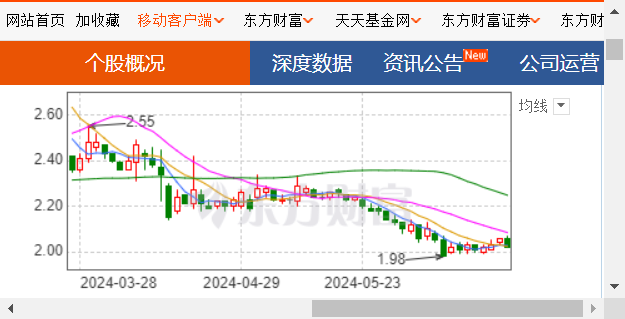 网站首页 加收藏 移动客户端 东方财富 天天基金网 东方财富证券 东方财
个股概况 深度数据 资讯公告 New 公司运营
均线
2.60
2.55
2.40
2.20
东方财富
2.00
1.98
2024-03-28 2024-04-29 2024-05-23